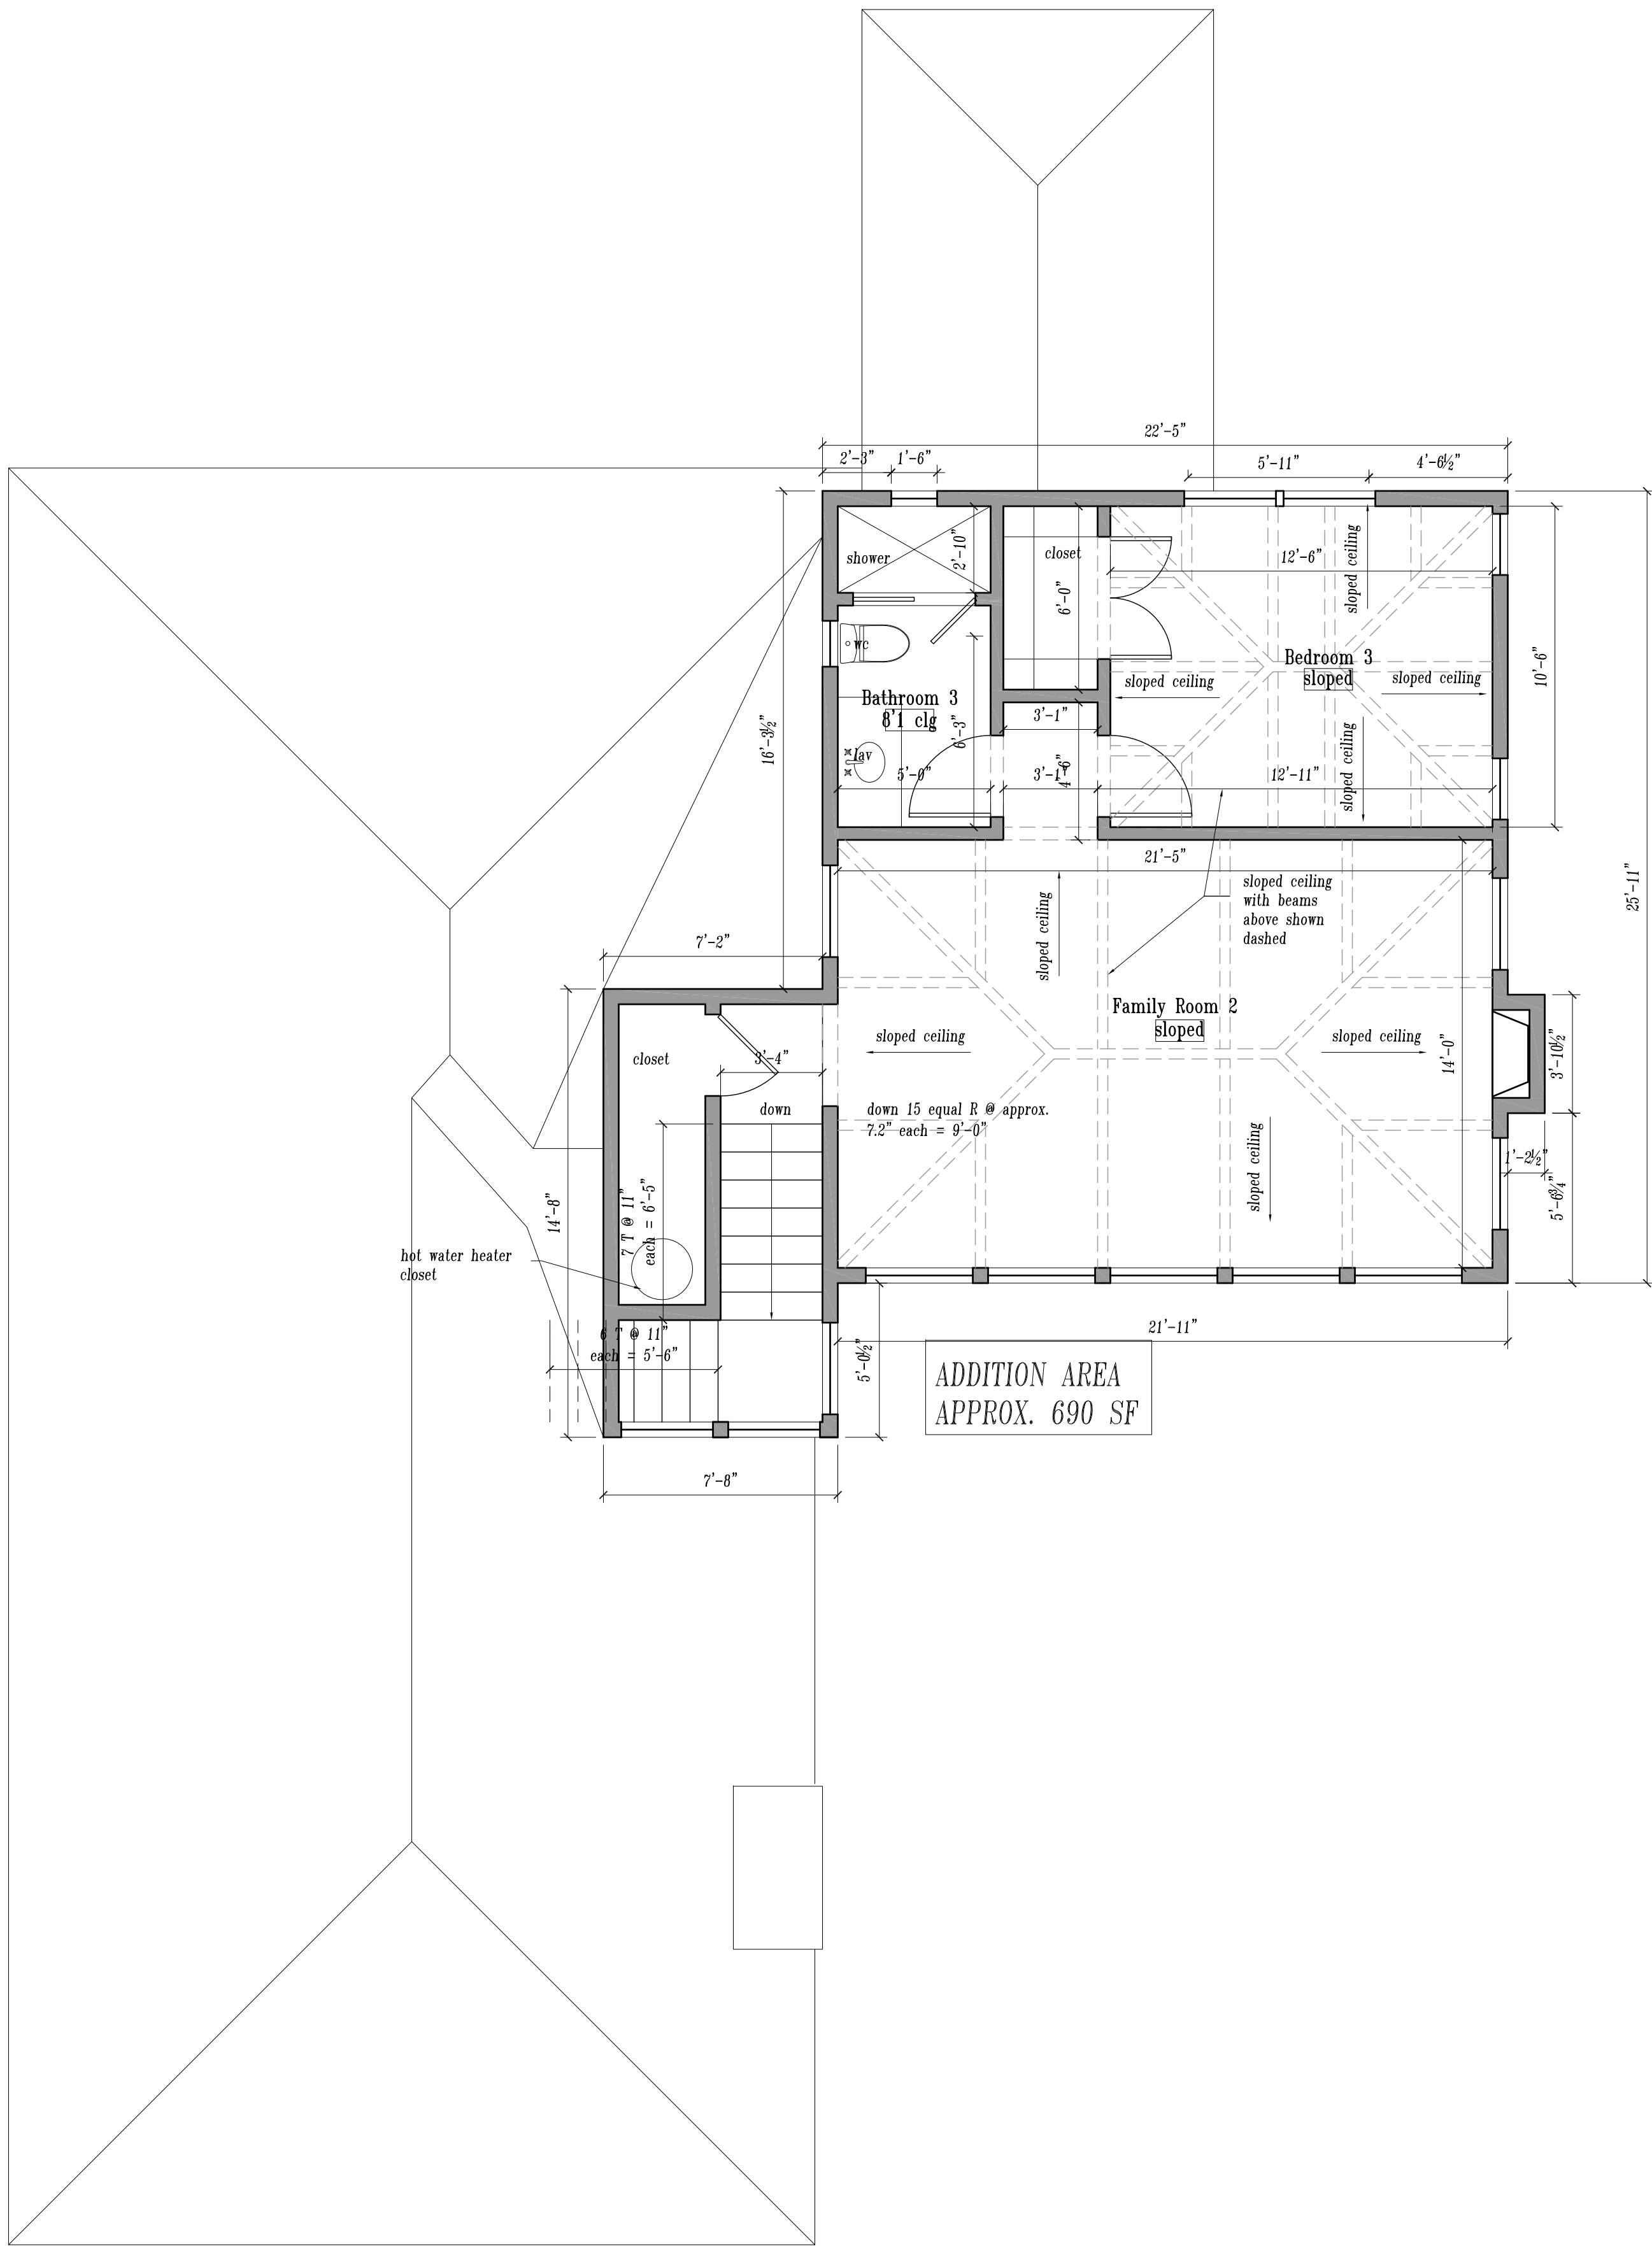 22'-5"
2'-3"
1'-6"
5'-11"
4'-6½"
shower
2'-10"
closet
6'-0"
12'-6"
sloped ceiling
wc
Bedroom 3
sloped
sloped ceiling
sloped ceiling
10'-6"
Bathroom 3
8'1 clg
6'-3"
3'-1"
16'-3½"
lav
5'-0"
3'-1"
4'-6"
12'-11"
sloped ceiling
21'-5"
sloped ceiling
with beams
above shown
dashed
25'-11"
sloped ceiling
7'-2"
Family Room 2
sloped
sloped ceiling
sloped ceiling
14'-0"
3'-10½"
closet
3'-4"
down
down 15 equal R @ approx.
7.2" each = 9'-0"
sloped ceiling
1'-2½"
5'-6¾"
14'-8"
7 T @ 11"
each = 6'-5"
hot water heater
closet
6 T @ 11"
each = 5'-6"
5'-0½"
21'-11"
ADDITION AREA
APPROX. 690 SF
7'-8"